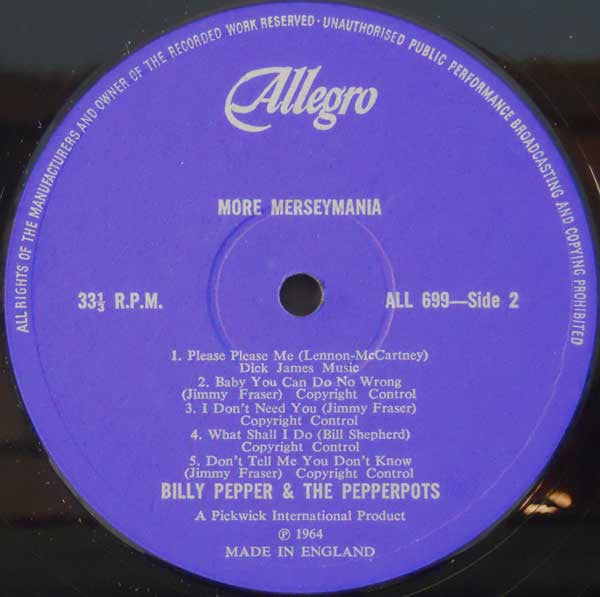 ALL RIGHTS OF THE MANUFACTURERS AND OWNER OF THE RECORDED WORK RESERVED · UNAUTHORISED PUBLIC PERFORMANCE BROADCASTING AND COPYING PROHIBITED
Allegro
MORE MERSEYMANIA
33⅓ R.P.M.
ALL 699—Side 2
1. Please Please Me (Lennon-McCartney)
Dick James Music
2. Baby You Can Do No Wrong
(Jimmy Fraser) Copyright Control
3. I Don't Need You (Jimmy Fraser)
Copyright Control
4. What Shall I Do (Bill Shepherd)
Copyright Control
5. Don't Tell Me You Don't Know
(Jimmy Fraser) Copyright Control
BILLY PEPPER & THE PEPPERPOTS
A Pickwick International Product
℗ 1964
MADE IN ENGLAND